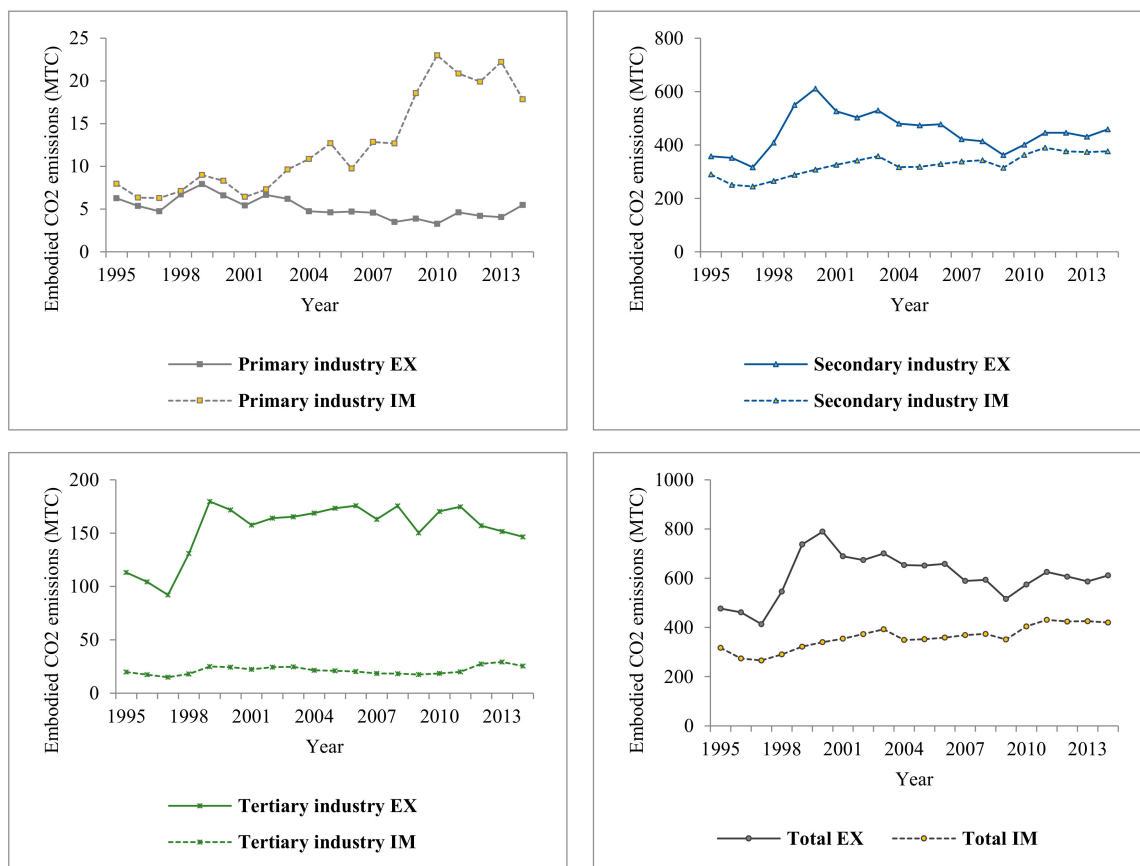 Embodied CO2 emissions (MTC)
25
20
15
10
5
0
1995 1998 2001 2004 2007 2010 2013
Year
Primary industry EX
Primary industry IM
Embodied CO2 emissions (MTC)
800
600
400
200
0
1995 1998 2001 2004 2007 2010 2013
Year
Secondary industry EX
Secondary industry IM
Embodied CO2 emissions (MTC)
200
150
100
50
0
1995 1998 2001 2004 2007 2010 2013
Year
Tertiary industry EX
Tertiary industry IM
Embodied CO2 emissions (MTC)
1000
800
600
400
200
0
1995 1998 2001 2004 2007 2010 2013
Year
Total EX Total IM